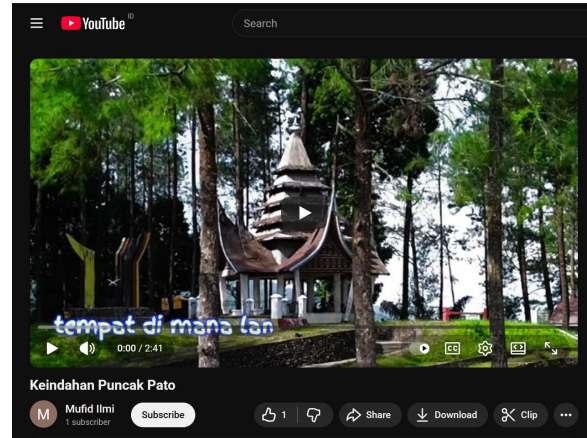 YouTube ID
Search
tempat di mana lan
0:00 / 2:41
CC
Keindahan Puncak Pato
M
Mufid Ilmi
1 subscriber
Subscribe
1
Share
Download
Clip